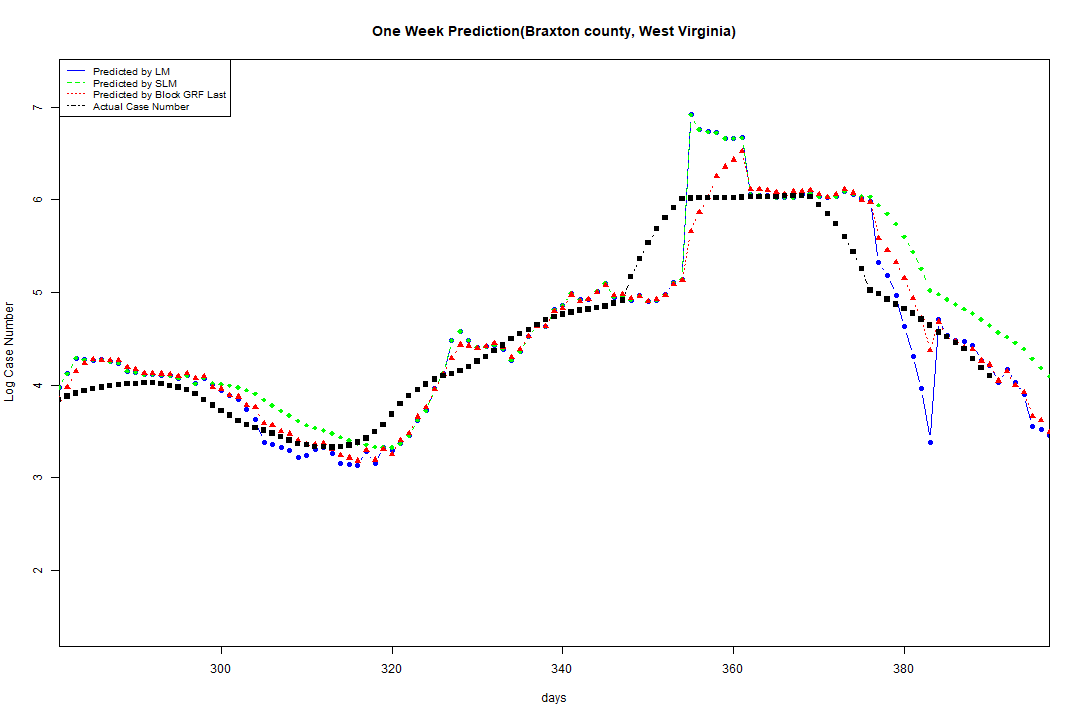 One Week Prediction(Braxton county, West Virginia)
Predicted by LM
Predicted by SLM
Predicted by Block GRF Last
Actual Case Number
7
6
5
4
3
2
Log Case Number
300 320 340 360 380
days